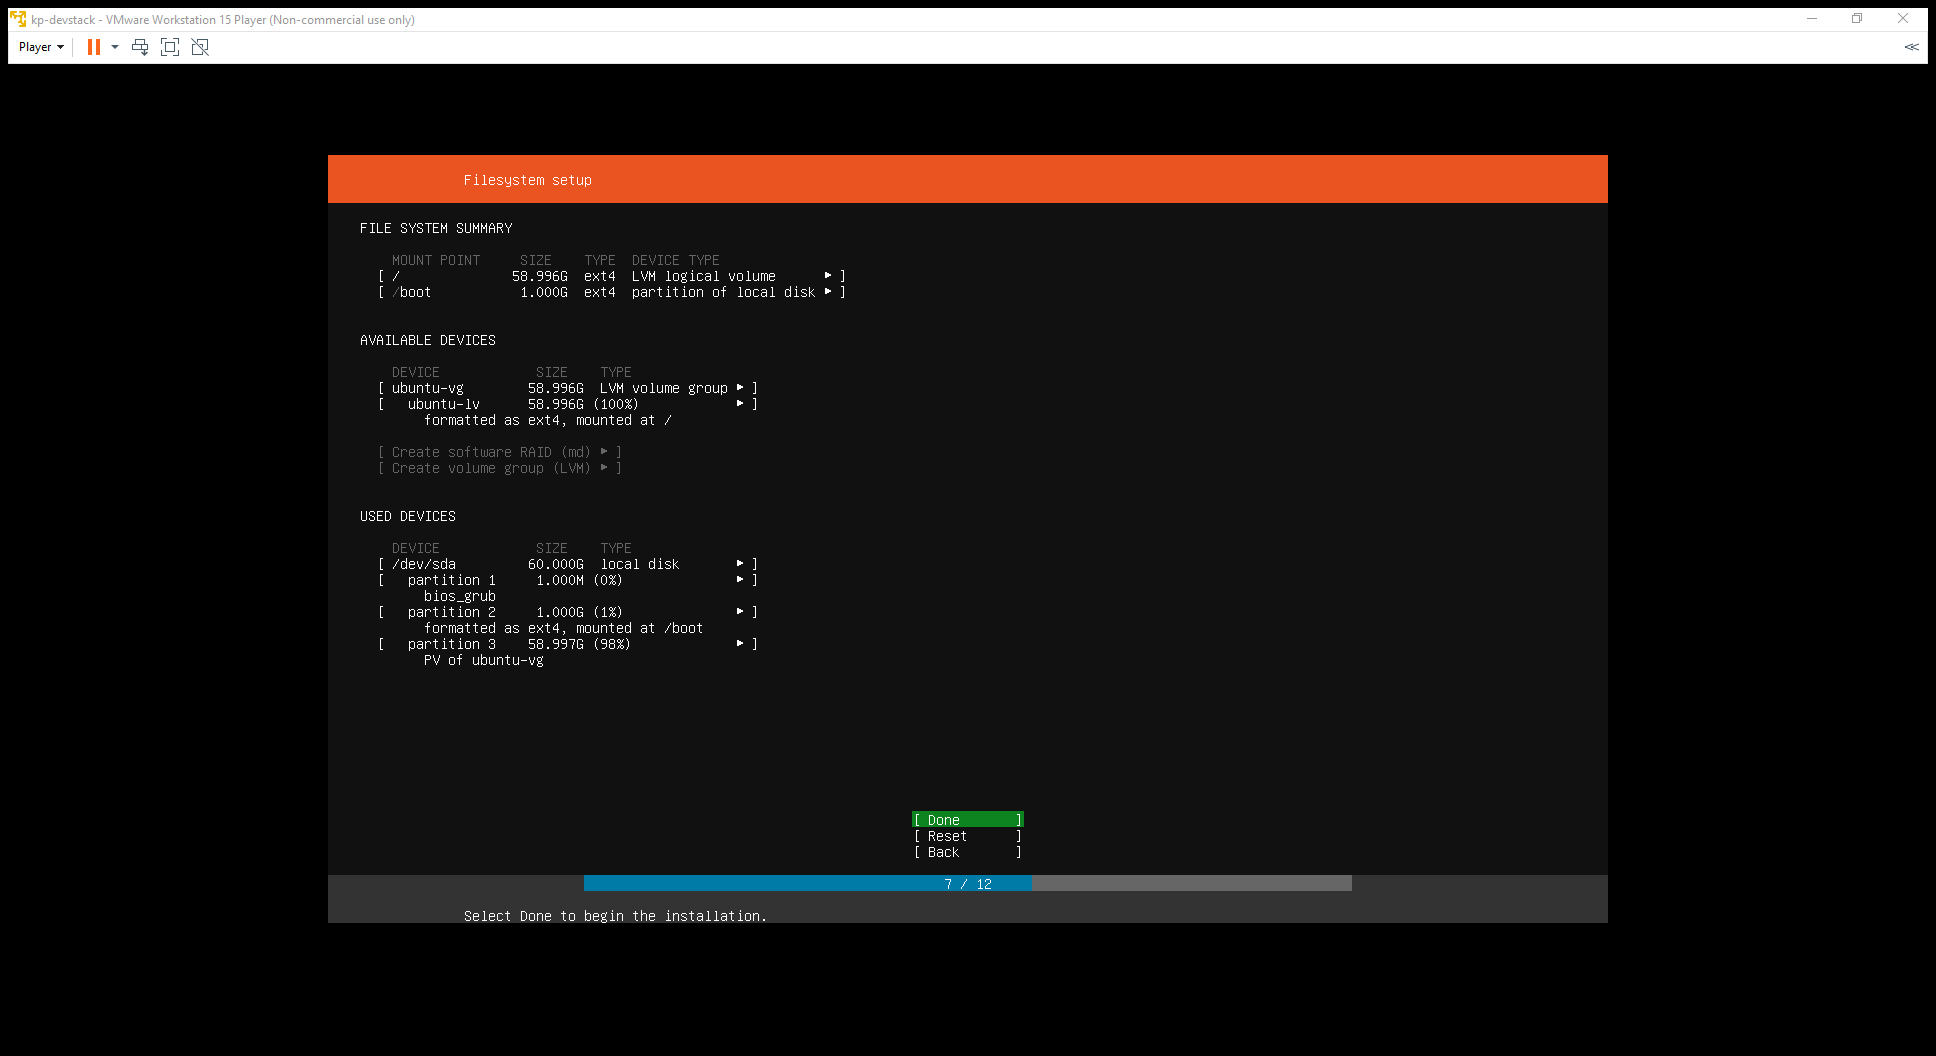 kp-devstack - VMware Workstation 15 Player (Non-commercial use only)
Player
Filesystem setup
FILE SYSTEM SUMMARY
MOUNT POINT SIZE TYPE DEVICE TYPE
[ / 58.996G ext4 LVM logical volume ▸ ]
[ /boot 1.000G ext4 partition of local disk ▸ ]
AVAILABLE DEVICES
DEVICE SIZE TYPE
[ ubuntu-vg 58.996G LVM volume group ▸ ]
[ ubuntu-lv 58.996G (100%) ▸ ]
formatted as ext4, mounted at /
[ Create software RAID (md) ▸ ]
[ Create volume group (LVM) ▸ ]
USED DEVICES
DEVICE SIZE TYPE
[ /dev/sda 60.000G local disk ▸ ]
[ partition 1 1.000M (0%) ▸ ]
bios_grub
[ partition 2 1.000G (1%) ▸ ]
formatted as ext4, mounted at /boot
[ partition 3 58.997G (98%) ▸ ]
PV of ubuntu-vg
[ Done ]
[ Reset ]
[ Back ]
7 / 12
Select Done to begin the installation.